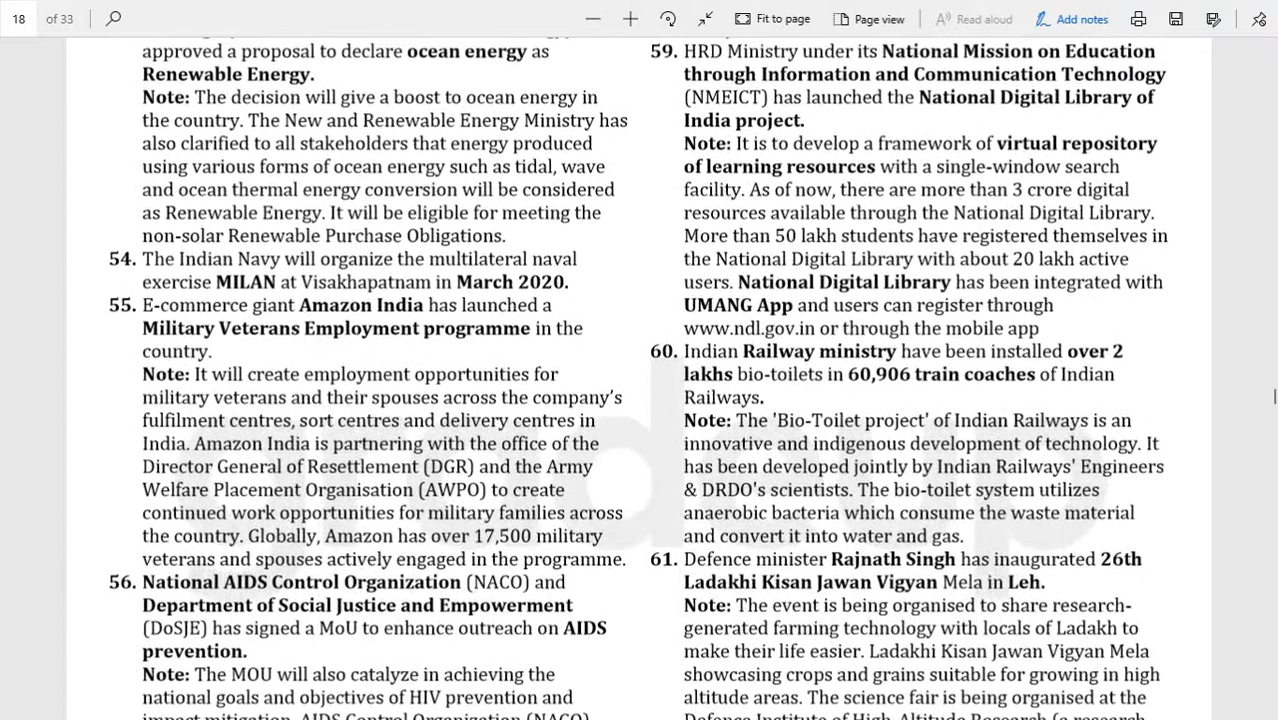 18 of 33
Fit to page
Page view
Read aloud
Add notes
approved a proposal to declare ocean energy as
Renewable Energy.
Note: The decision will give a boost to ocean energy in
the country. The New and Renewable Energy Ministry has
also clarified to all stakeholders that energy produced
using various forms of ocean energy such as tidal, wave
and ocean thermal energy conversion will be considered
as Renewable Energy. It will be eligible for meeting the
non-solar Renewable Purchase Obligations.
54. The Indian Navy will organize the multilateral naval
exercise MILAN at Visakhapatnam in March 2020.
55. E-commerce giant Amazon India has launched a
Military Veterans Employment programme in the
country.
Note: It will create employment opportunities for
military veterans and their spouses across the company's
fulfilment centres, sort centres and delivery centres in
India. Amazon India is partnering with the office of the
Director General of Resettlement (DGR) and the Army
Welfare Placement Organisation (AWPO) to create
continued work opportunities for military families across
the country. Globally, Amazon has over 17,500 military
veterans and spouses actively engaged in the programme.
56. National AIDS Control Organization (NACO) and
Department of Social Justice and Empowerment
(DoSJE) has signed a MoU to enhance outreach on AIDS
prevention.
Note: The MOU will also catalyze in achieving the
national goals and objectives of HIV prevention and
impact mitigation. AIDS Control Organization (NACO)
59. HRD Ministry under its National Mission on Education
through Information and Communication Technology
(NMEICT) has launched the National Digital Library of
India project.
Note: It is to develop a framework of virtual repository
of learning resources with a single-window search
facility. As of now, there are more than 3 crore digital
resources available through the National Digital Library.
More than 50 lakh students have registered themselves in
the National Digital Library with about 20 lakh active
users. National Digital Library has been integrated with
UMANG App and users can register through
www.ndl.gov.in or through the mobile app
60. Indian Railway ministry have been installed over 2
lakhs bio-toilets in 60,906 train coaches of Indian
Railways.
Note: The 'Bio-Toilet project' of Indian Railways is an
innovative and indigenous development of technology. It
has been developed jointly by Indian Railways' Engineers
& DRDO's scientists. The bio-toilet system utilizes
anaerobic bacteria which consume the waste material
and convert it into water and gas.
61. Defence minister Rajnath Singh has inaugurated 26th
Ladakhi Kisan Jawan Vigyan Mela in Leh.
Note: The event is being organised to share research-
generated farming technology with locals of Ladakh to
make their life easier. Ladakhi Kisan Jawan Vigyan Mela
showcasing crops and grains suitable for growing in high
altitude areas. The science fair is being organised at the
Defence Institute of High-Altitude Research (a research